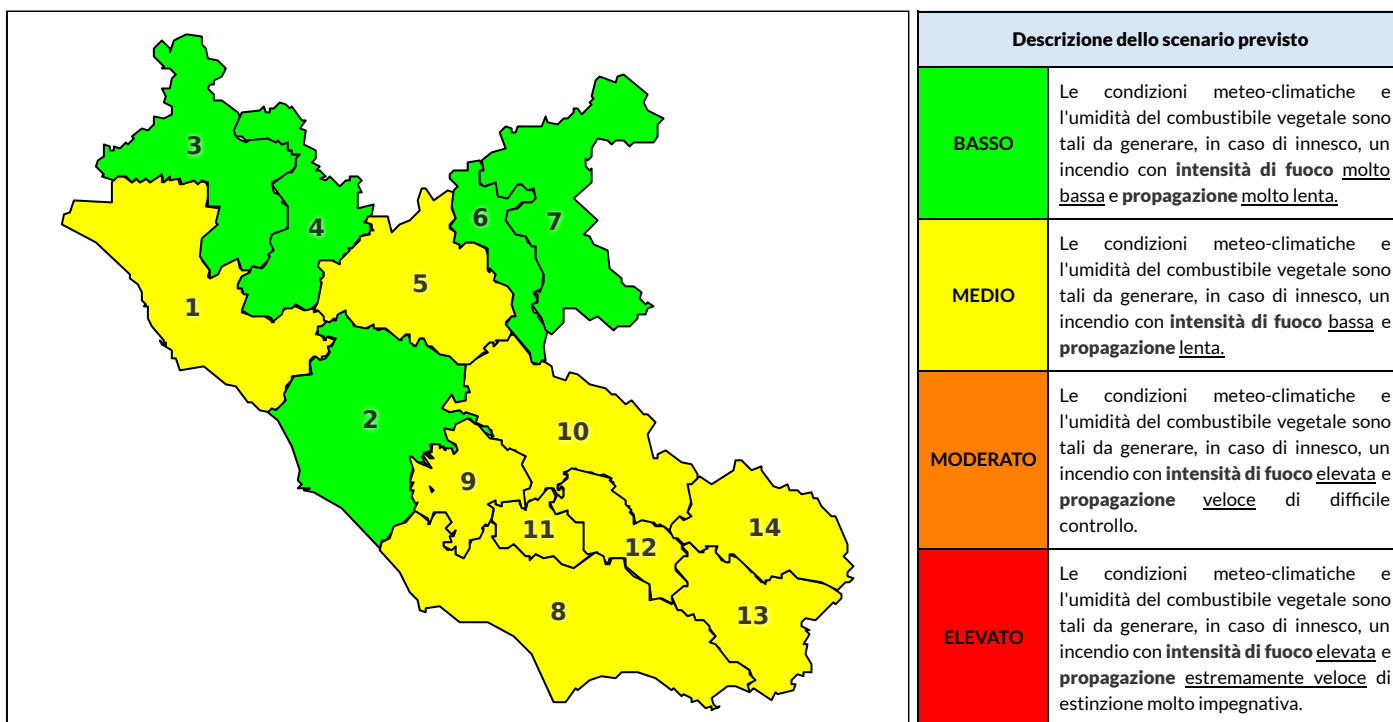 3
4
6
7
5
1
2
10
9
11
12
14
8
13
Descrizione dello scenario previsto
BASSO
Le condizioni meteo-climatiche e
l'umidità del combustibile vegetale sono
tali da generare, in caso di innesco, un
incendio con intensità di fuoco molto
bassa e propagazione molto lenta.
MEDIO
Le condizioni meteo-climatiche e
l'umidità del combustibile vegetale sono
tali da generare, in caso di innesco, un
incendio con intensità di fuoco bassa e
propagazione lenta.
MODERATO
Le condizioni meteo-climatiche e
l'umidità del combustibile vegetale sono
tali da generare, in caso di innesco, un
incendio con intensità di fuoco elevata e
propagazione veloce di difficile
controllo.
ELEVATO
Le condizioni meteo-climatiche e
l'umidità del combustibile vegetale sono
tali da generare, in caso di innesco, un
incendio con intensità di fuoco elevata e
propagazione estremamente veloce di
estinzione molto impegnativa.